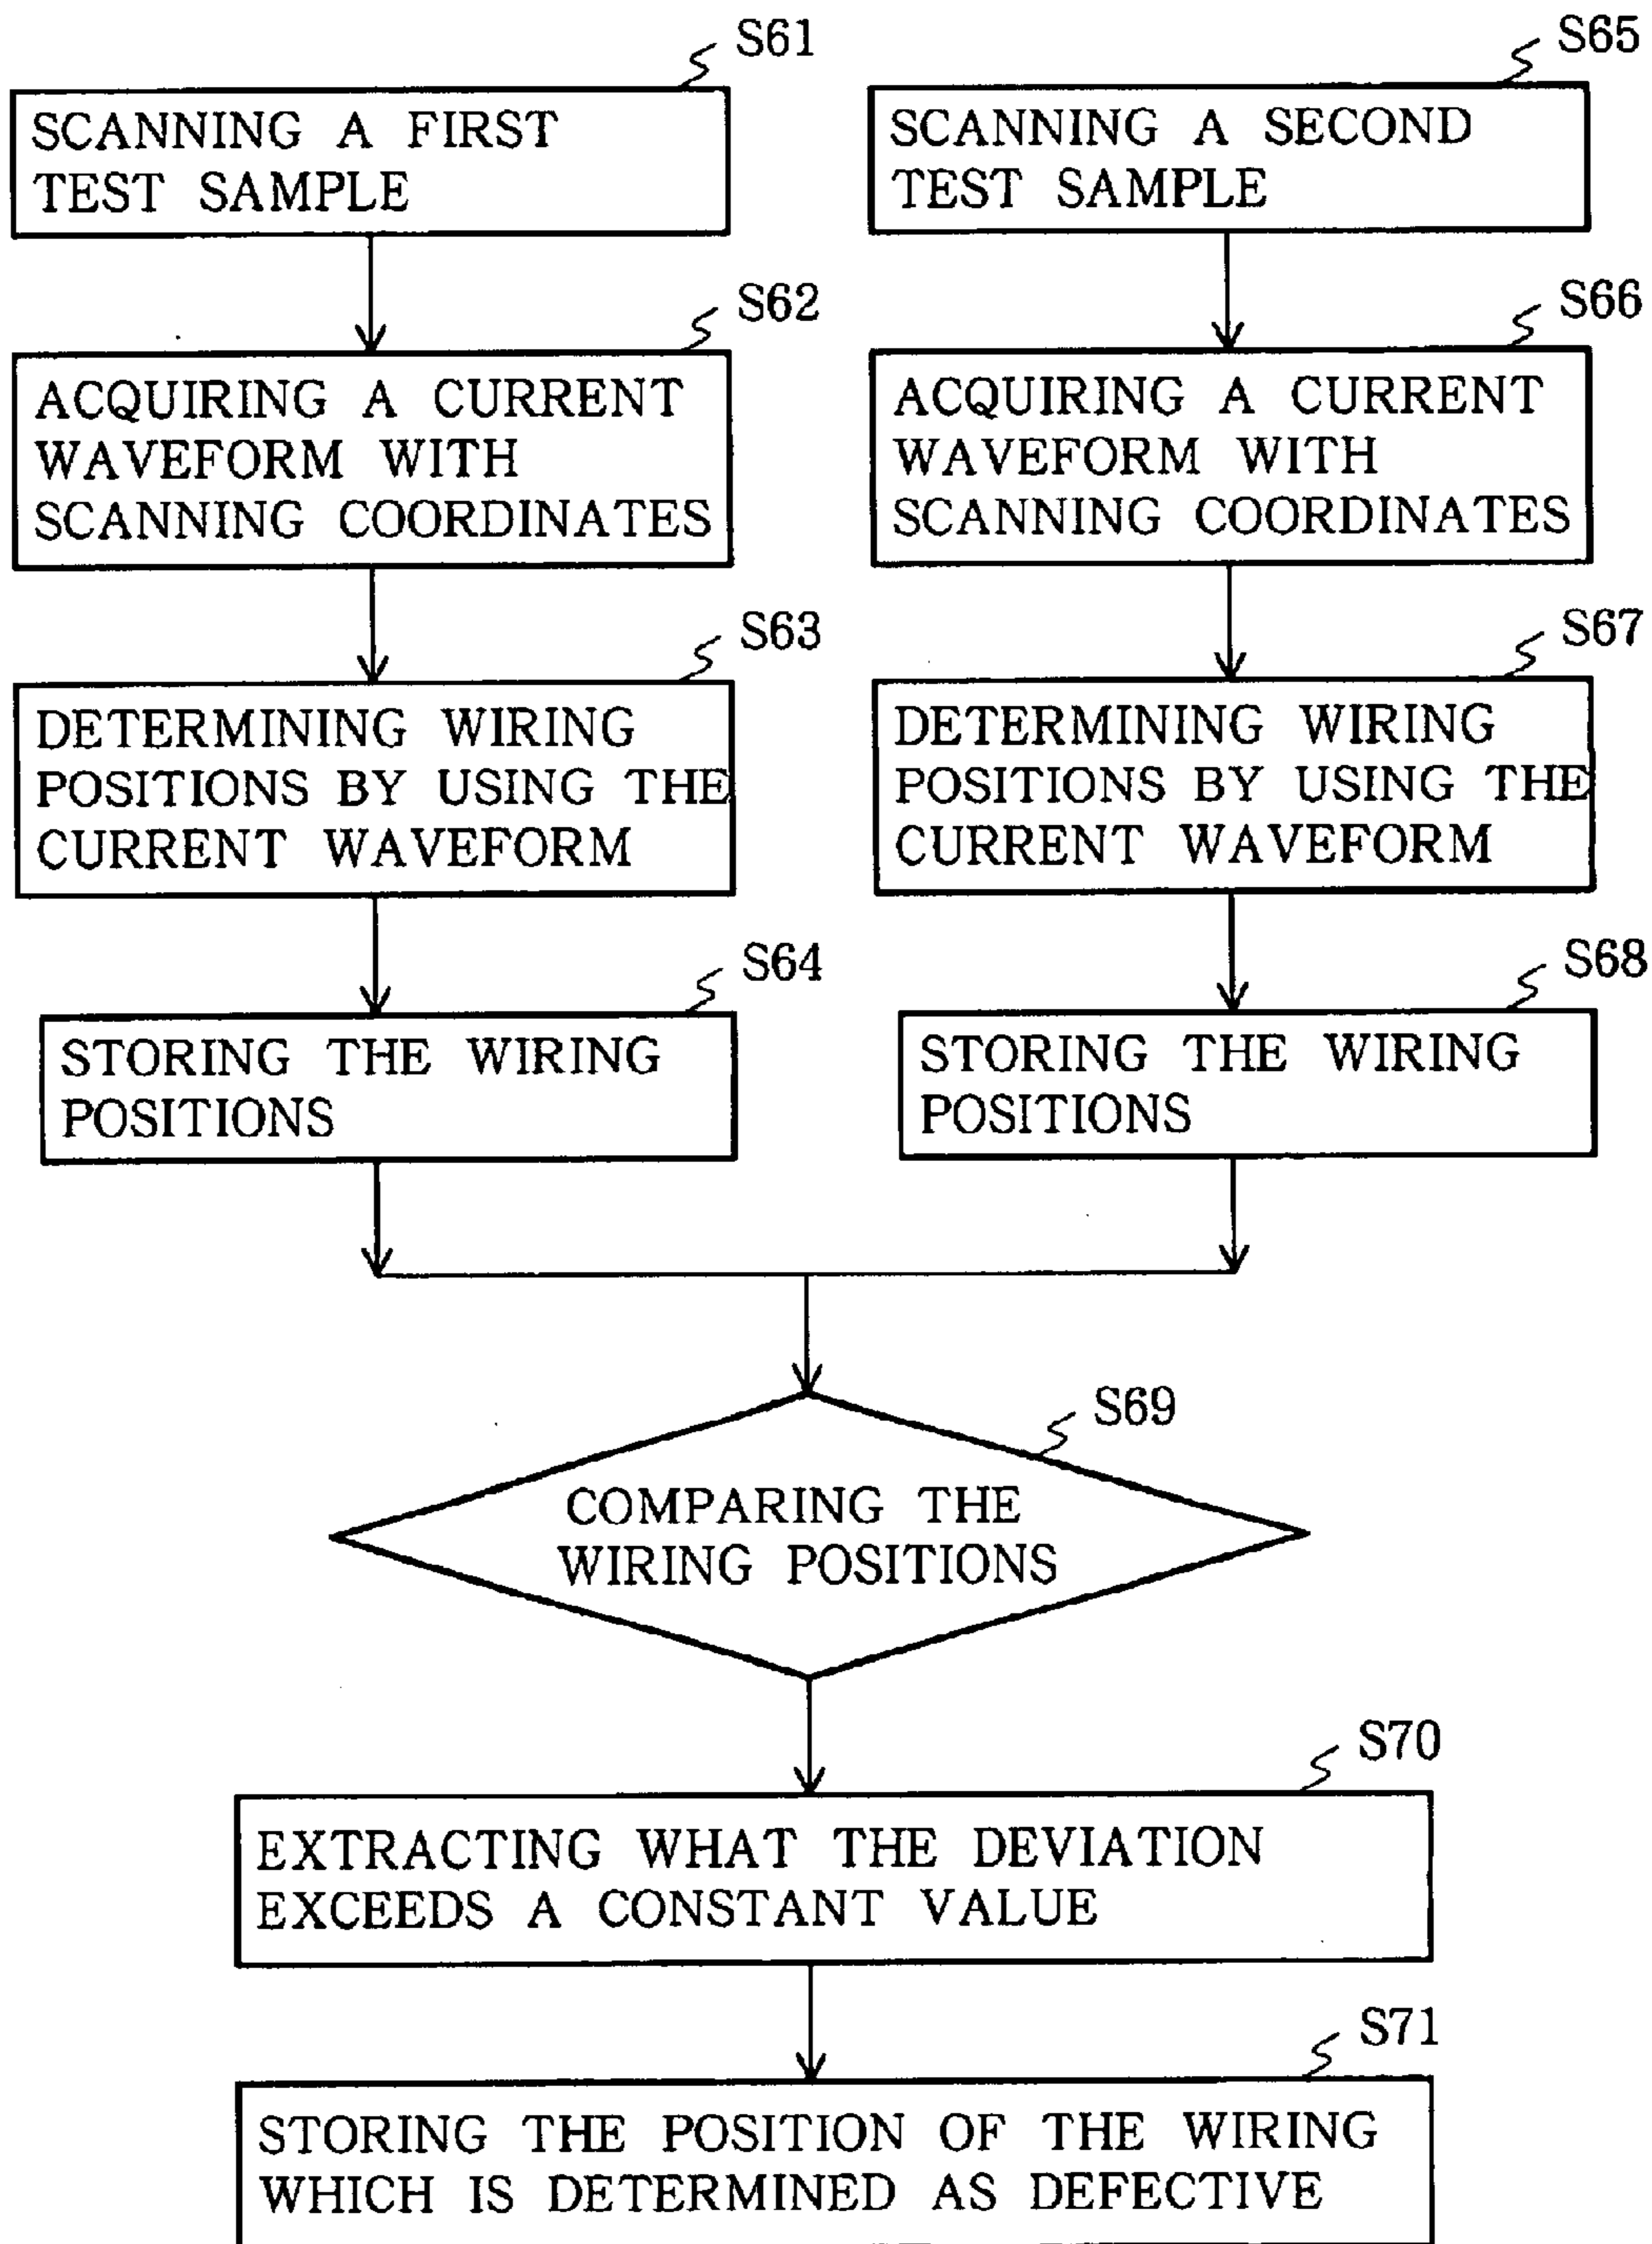 S61
SCANNING A FIRST
TEST SAMPLE
S62
ACQUIRING A CURRENT
WAVEFORM WITH
SCANNING COORDINATES
S63
DETERMINING WIRING
POSITIONS BY USING THE
CURRENT WAVEFORM
S64
STORING THE WIRING
POSITIONS
S65
SCANNING A SECOND
TEST SAMPLE
S66
ACQUIRING A CURRENT
WAVEFORM WITH
SCANNING COORDINATES
S67
DETERMINING WIRING
POSITIONS BY USING THE
CURRENT WAVEFORM
S68
STORING THE WIRING
POSITIONS
S69
COMPARING THE
WIRING POSITIONS
S70
EXTRACTING WHAT THE DEVIATION
EXCEEDS A CONSTANT VALUE
S71
STORING THE POSITION OF THE WIRING
WHICH IS DETERMINED AS DEFECTIVE